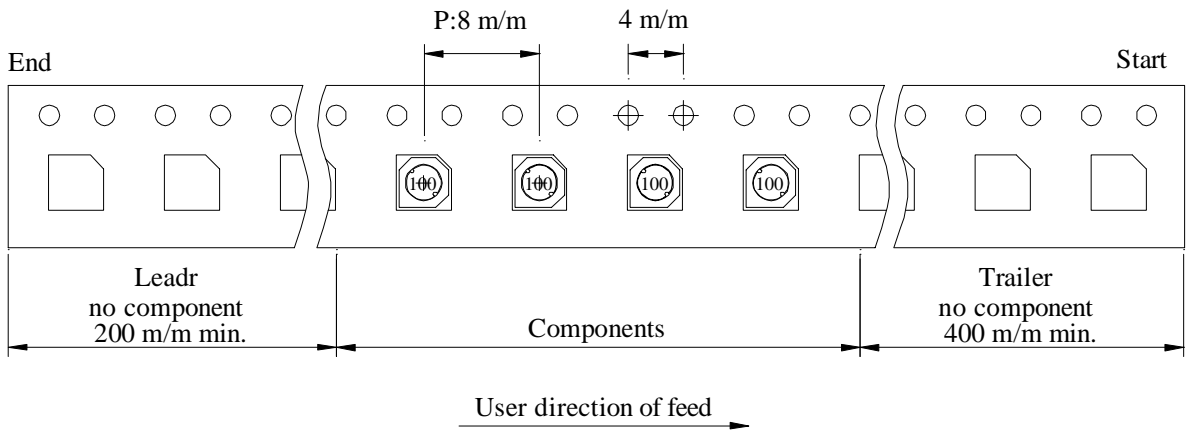 P:8 m/m
4 m/m
End
Start
100
100
100
100
Leadr
no component
200 m/m min.
Components
Trailer
no component
400 m/m min.
User direction of feed